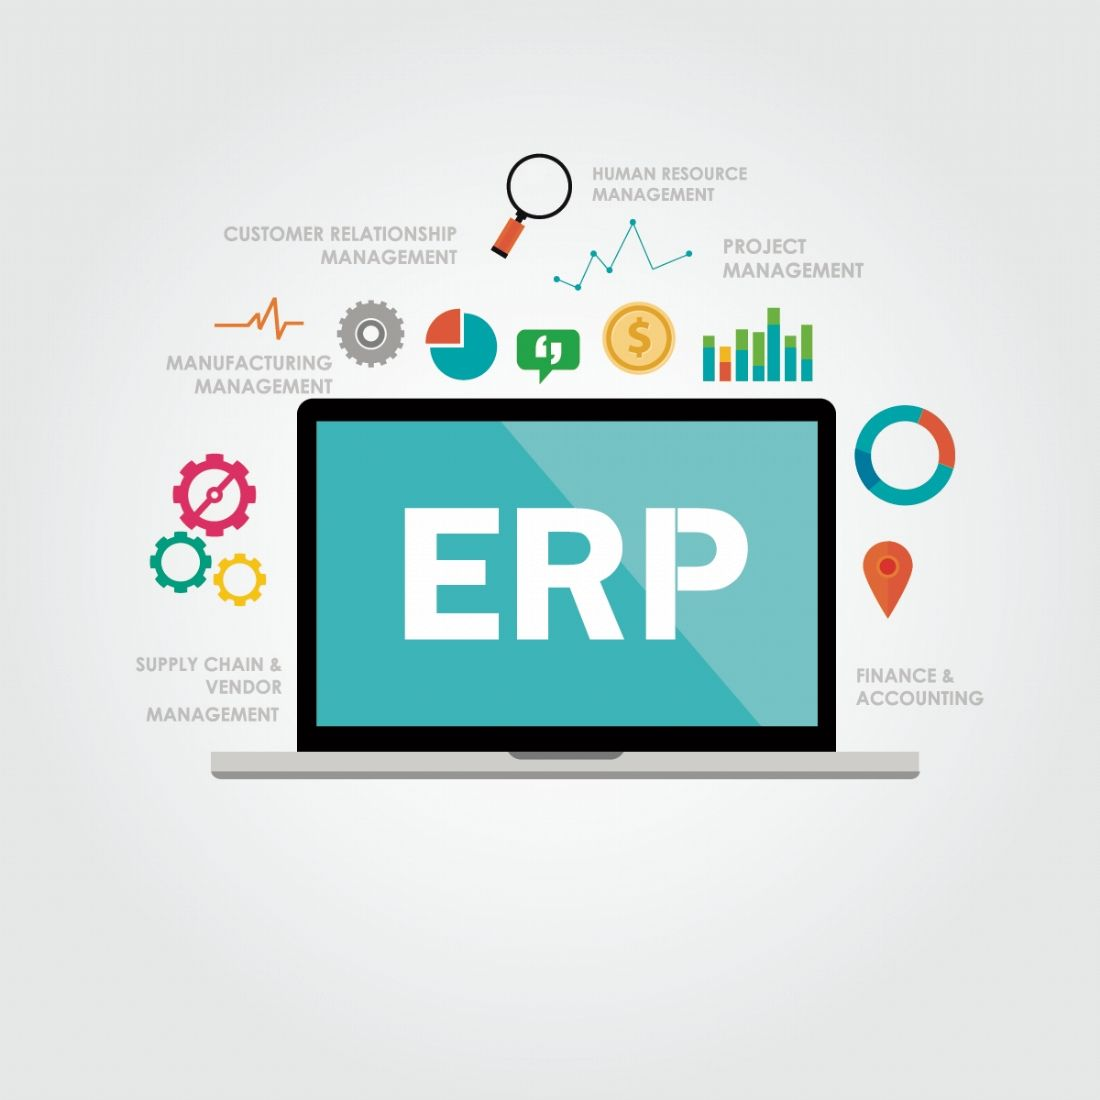 HUMAN RESOURCE
MANAGEMENT
CUSTOMER RELATIONSHIP
MANAGEMENT
PROJECT
MANAGEMENT
$
MANUFACTURING
MANAGEMENT
ERP
SUPPLY CHAIN &
VENDOR
MANAGEMENT
FINANCE &
ACCOUNTING